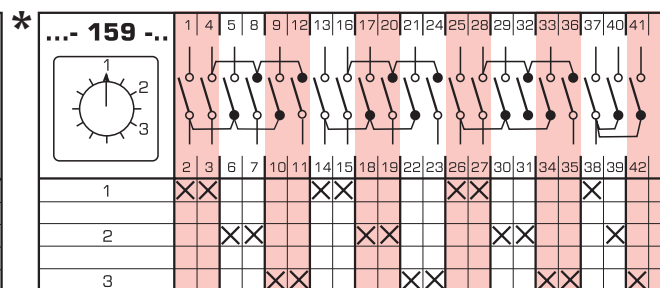 *
...- 159 -..
1 4 5 8 9 12 13 16 17 20 21 24 25 28 29 32 33 36 37 40 41
1
2
3
2 3 6 7 10 11 14 15 18 19 22 23 26 27 30 31 34 35 38 39 42
1 X X X X X X X
2 X X X X X X X
3 X X X X X X X